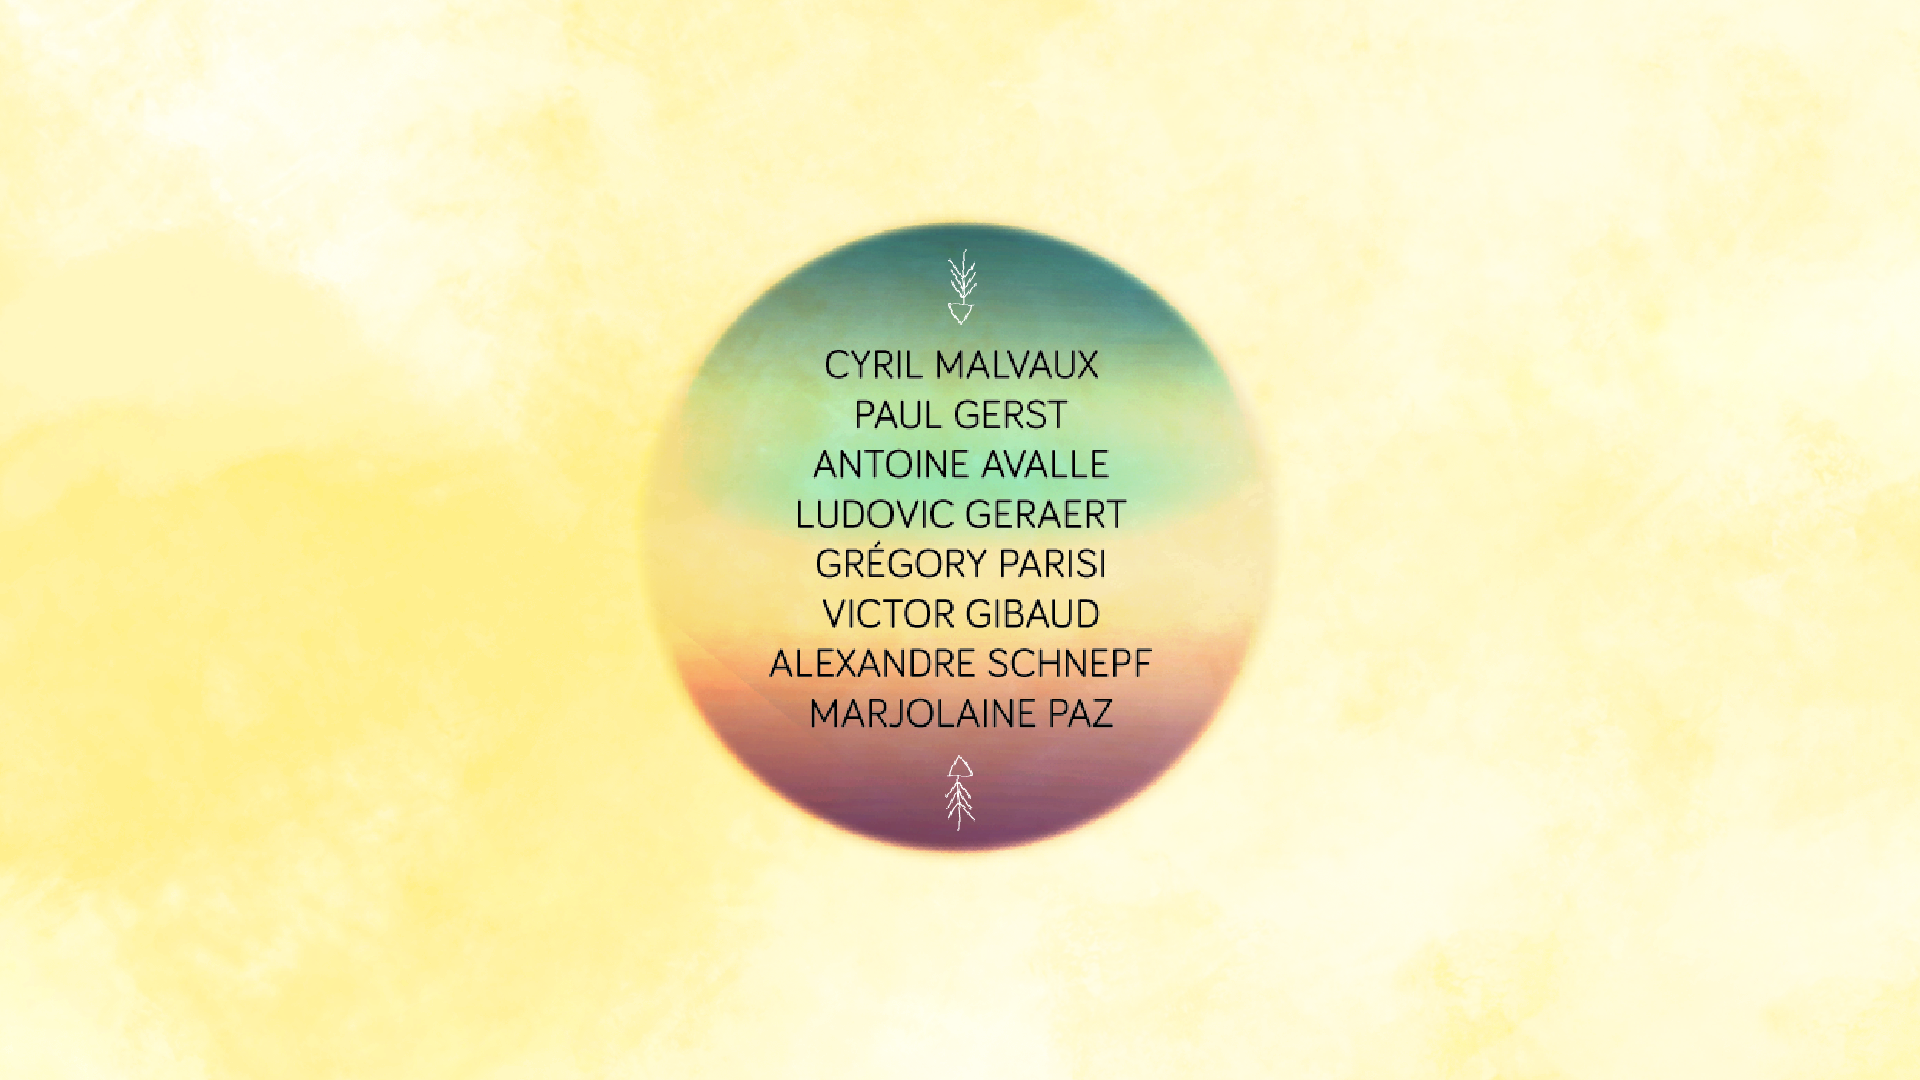 CYRIL MALVAUX
PAUL GERST
ANTOINE AVALLE
LUDOVIC GERAERT
GRÉGORY PARISI
VICTOR GIBAUD
ALEXANDRE SCHNEPF
MARJOLAINE PAZ